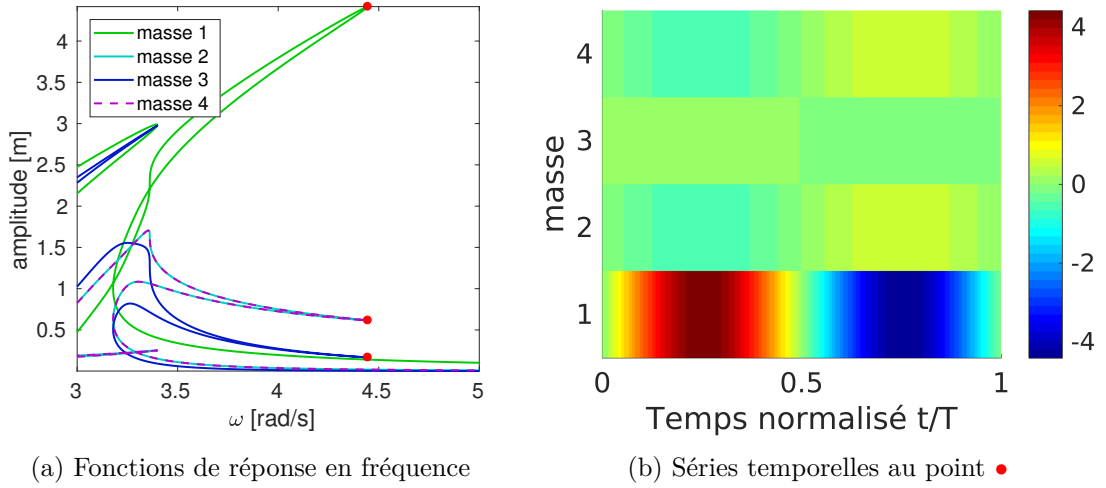 masse 1
masse 2
masse 3
masse 4
amplitude [m]
4
3.5
3
2.5
2
1.5
1
0.5
3
3.5
4
4.5
5
ω [rad/s]
(a) Fonctions de réponse en fréquence
masse
4
3
2
1
0
0.5
1
Temps normalisé t/T
4
2
0
-2
-4
(b) Séries temporelles au point